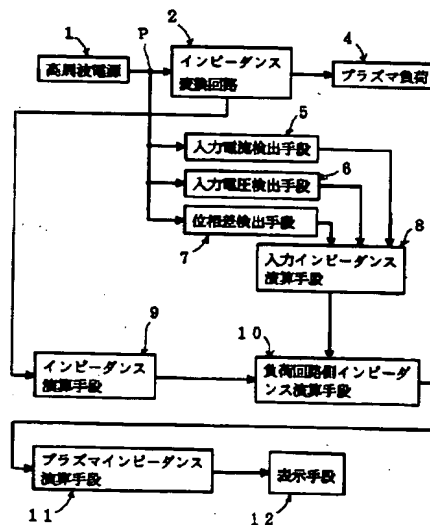 1
高周波電源
P
2
インピーダンス
変換回路
4
プラズマ負荷
5
入力電流検出手段
6
入力電圧検出手段
位相差検出手段
7
8
入力インピーダンス
演算手段
9
インピーダンス
演算手段
10
負荷回路側インピーダ
ンス演算手段
プラズマインピーダンス
演算手段
11
表示手段
12